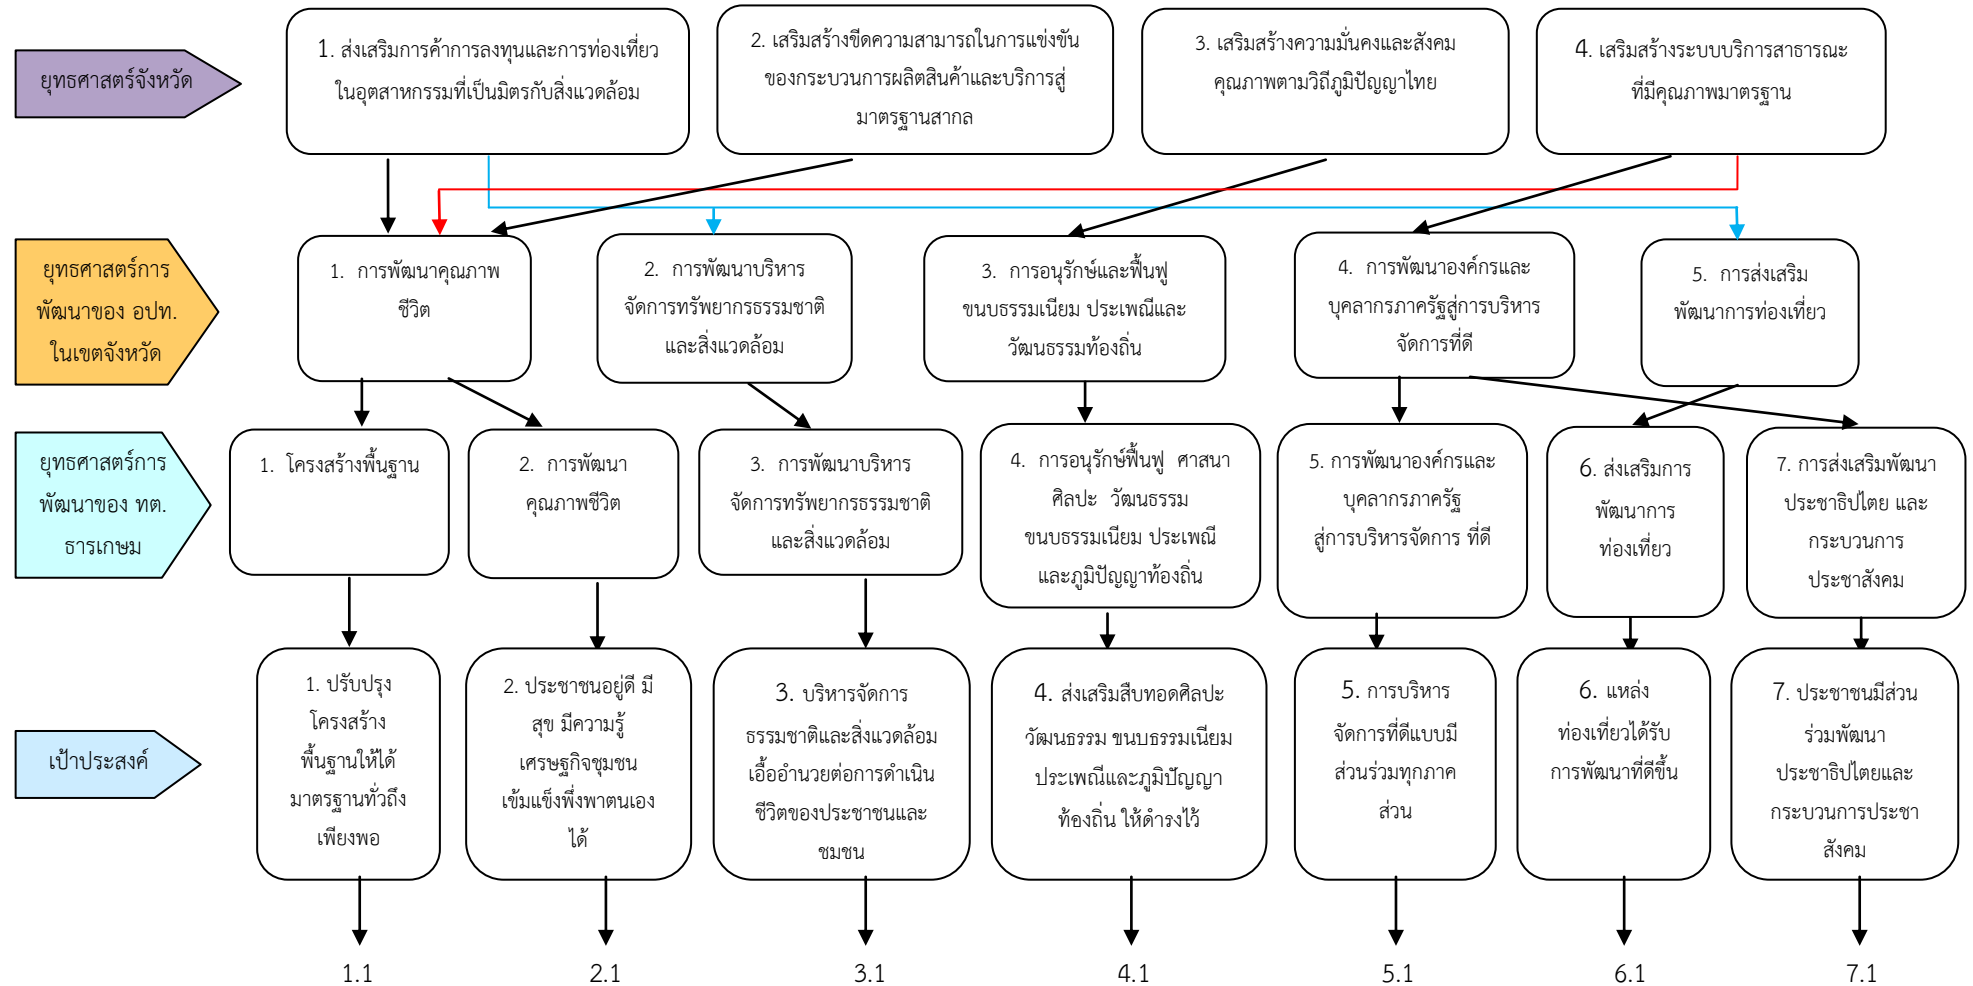 ยุทธศาสตร์จังหวัด
1. ส่งเสริมการค้าการลงทุนและการท่องเที่ยว
ในอุตสาหกรรมที่เป็นมิตรกับสิ่งแวดล้อม
2. เสริมสร้างขีดความสามารถในการแข่งขัน
ของกระบวนการผลิตสินค้าและบริการสู่
มาตรฐานสากล
3. เสริมสร้างความมั่นคงและสังคม
คุณภาพตามวิถีภูมิปัญญาไทย
4. เสริมสร้างระบบบริการสาธารณะ
ที่มีคุณภาพมาตรฐาน
ยุทธศาสตร์การ
พัฒนาของ อปท.
ในเขตจังหวัด
1. การพัฒนาคุณภาพ
ชีวิต
2. การพัฒนาบริหาร
จัดการทรัพยากรธรรมชาติ
และสิ่งแวดล้อม
3. การอนุรักษ์และฟื้นฟู
ขนบธรรมเนียม ประเพณีและ
วัฒนธรรมท้องถิ่น
4. การพัฒนาองค์กรและ
บุคลากรภาครัฐสู่การบริหาร
จัดการที่ดี
5. การส่งเสริม
พัฒนาการท่องเที่ยว
ยุทธศาสตร์การ
พัฒนาของ ทต.
ธารเกษม
1. โครงสร้างพื้นฐาน
2. การพัฒนา
คุณภาพชีวิต
3. การพัฒนาบริหาร
จัดการทรัพยากรธรรมชาติ
และสิ่งแวดล้อม
4. การอนุรักษ์ฟื้นฟู ศาสนา
ศิลปะ วัฒนธรรม
ขนบธรรมเนียม ประเพณี
และภูมิปัญญาท้องถิ่น
5. การพัฒนาองค์กรและ
บุคลากรภาครัฐ
สู่การบริหารจัดการ ที่ดี
6. ส่งเสริมการ
พัฒนาการ
ท่องเที่ยว
7. การส่งเสริมพัฒนา
ประชาธิปไตย และ
กระบวนการ
ประชาสังคม
เป้าประสงค์
1. ปรับปรุง
โครงสร้าง
พื้นฐานให้ได้
มาตรฐานทั่วถึง
เพียงพอ
2. ประชาชนอยู่ดี มี
สุข มีความรู้
เศรษฐกิจชุมชน
เข้มแข็งพึ่งพาตนเอง
ได้
3. บริหารจัดการ
ธรรมชาติและสิ่งแวดล้อม
เอื้ออำนวยต่อการดำเนิน
ชีวิตของประชาชนและ
ชมชน
4. ส่งเสริมสืบทอดศิลปะ
วัฒนธรรม ขนบธรรมเนียม
ประเพณีและภูมิปัญญา
ท้องถิ่น ให้ดำรงไว้
5. การบริหาร
จัดการที่ดีแบบมี
ส่วนร่วมทุกภาค
ส่วน
6. แหล่ง
ท่องเที่ยวได้รับ
การพัฒนาที่ดีขึ้น
7. ประชาชนมีส่วน
ร่วมพัฒนา
ประชาธิปไตยและ
กระบวนการประชา
สังคม
1.1
2.1
3.1
4.1
5.1
6.1
7.1